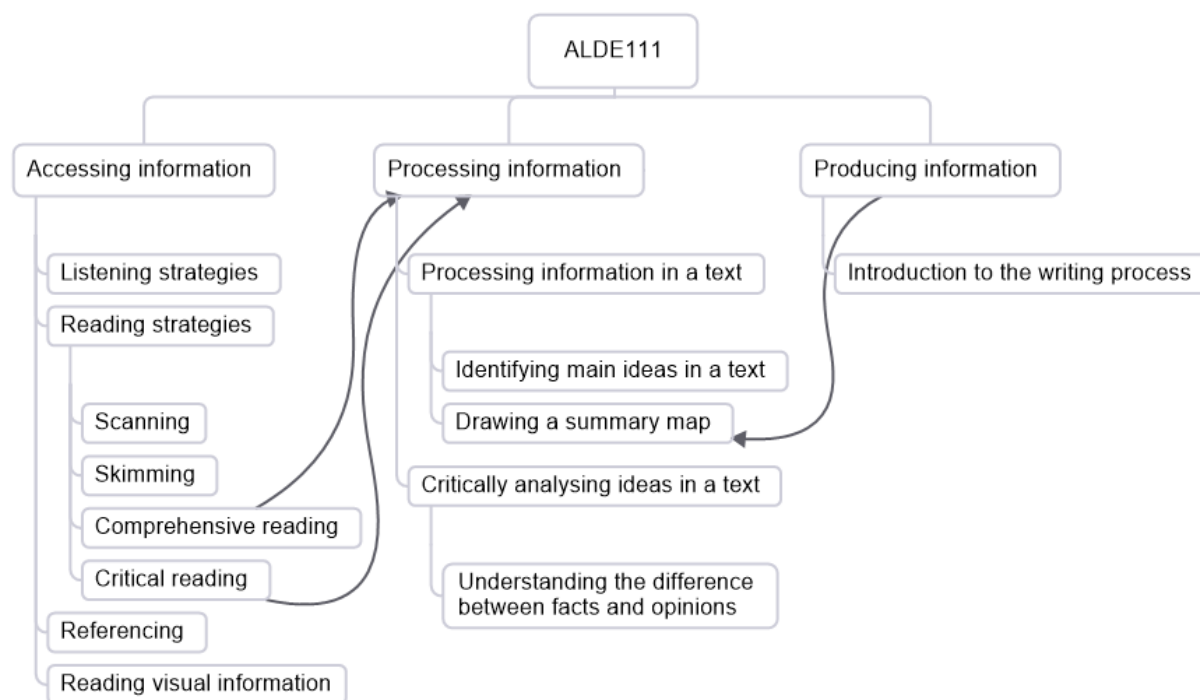 ALDE111
Accessing information
Listening strategies
Reading strategies
Scanning
Skimming
Comprehensive reading
Critical reading
Referencing
Reading visual information
Processing information
Processing information in a text
Identifying main ideas in a text
Drawing a summary map
Critically analysing ideas in a text
Understanding the difference
between facts and opinions
Producing information
Introduction to the writing process